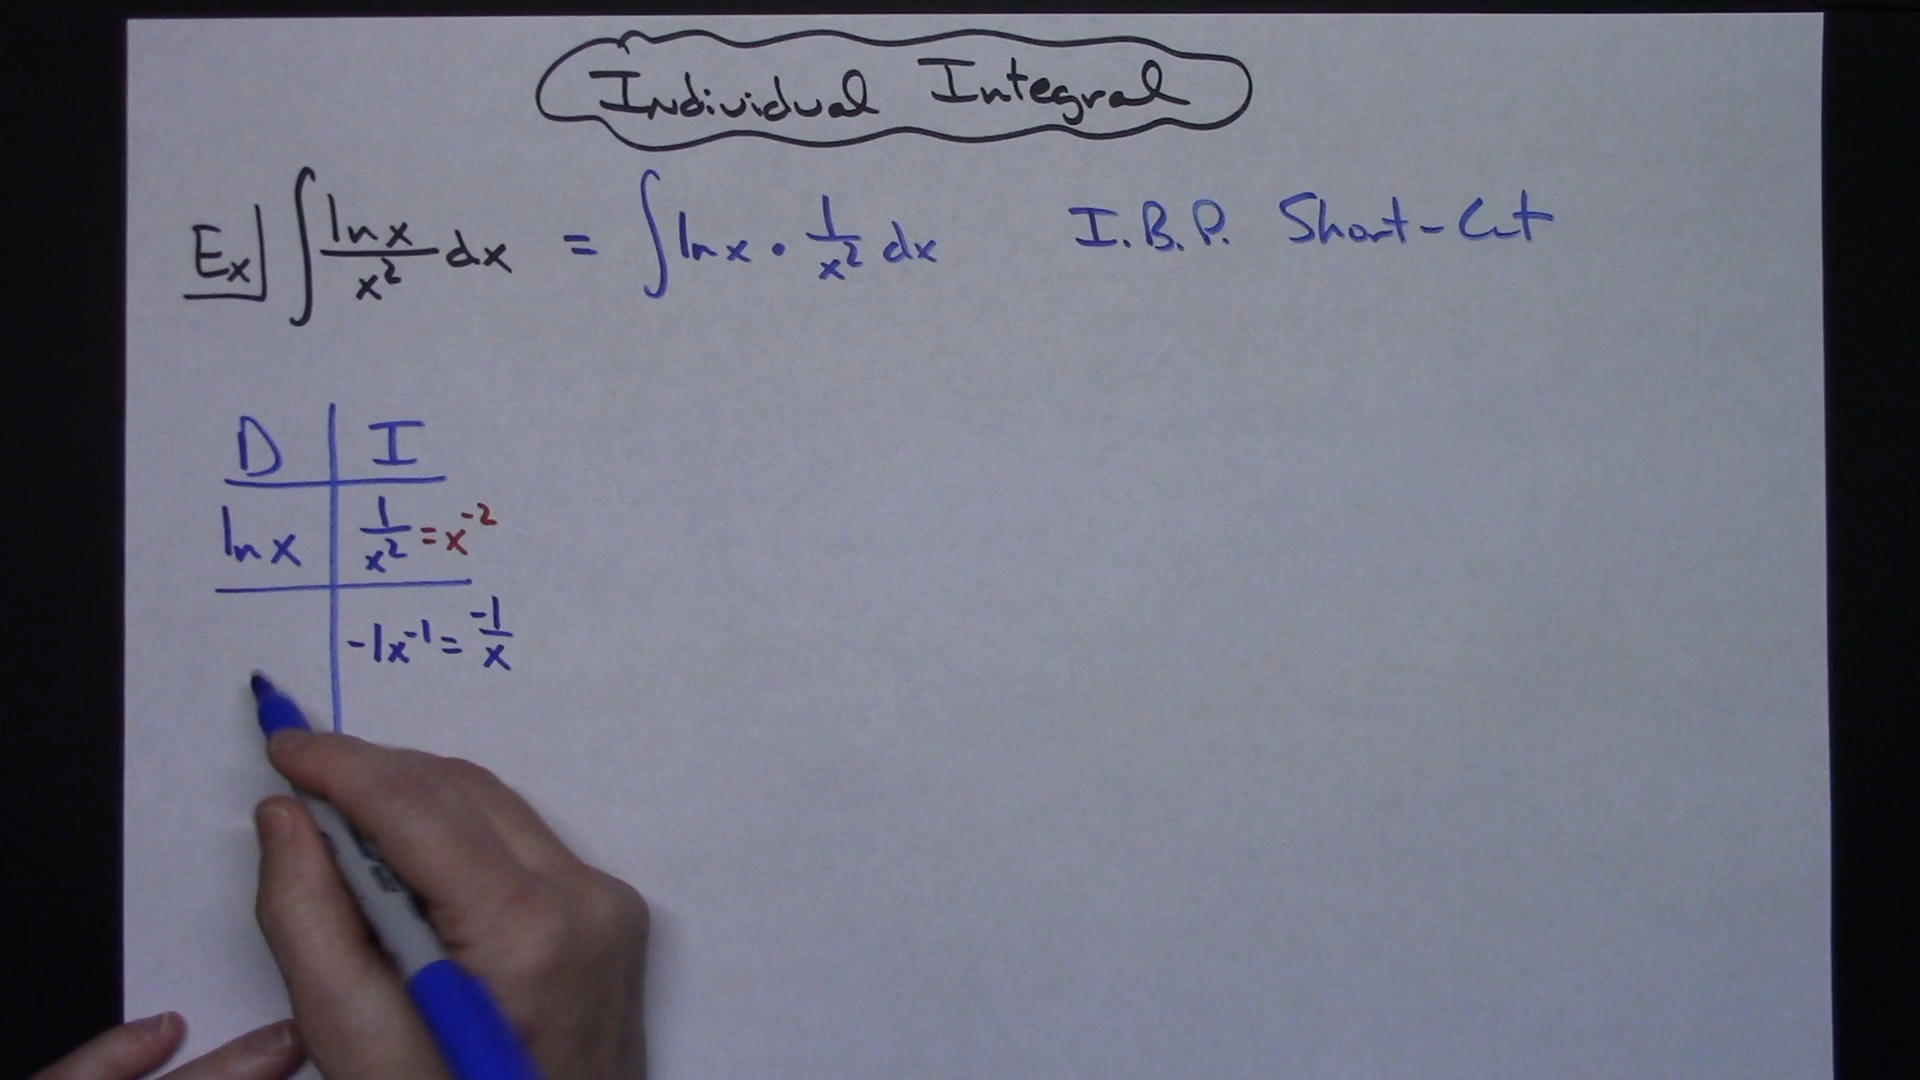 Individual Integral
Ex ∫ ln x / x² dx = ∫ ln x · 1/x² dx I.B.P. Short-Cut
D I
ln x 1/x² = x⁻²
-1x⁻¹ = -1/x